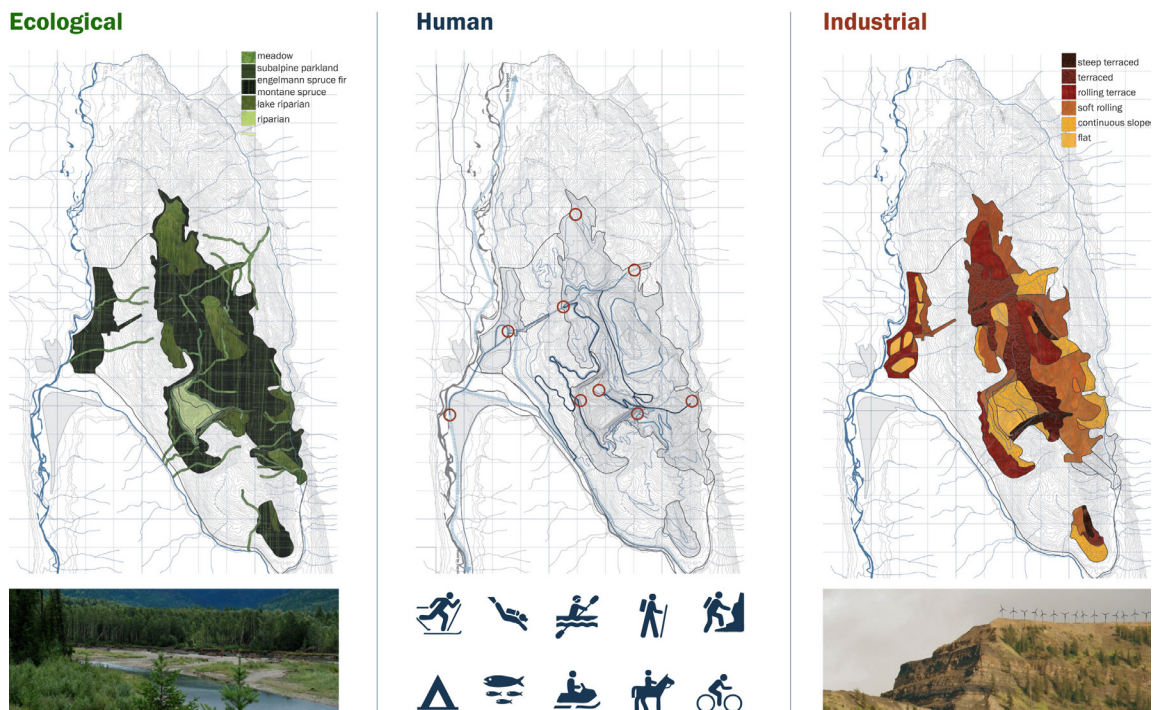 Ecological
meadow
subalpine parkland
engelmann spruce fir
montane spruce
lake riparian
riparian
Human
Industrial
steep terraced
terraced
rolling terrace
soft rolling
continuous slopes
flat